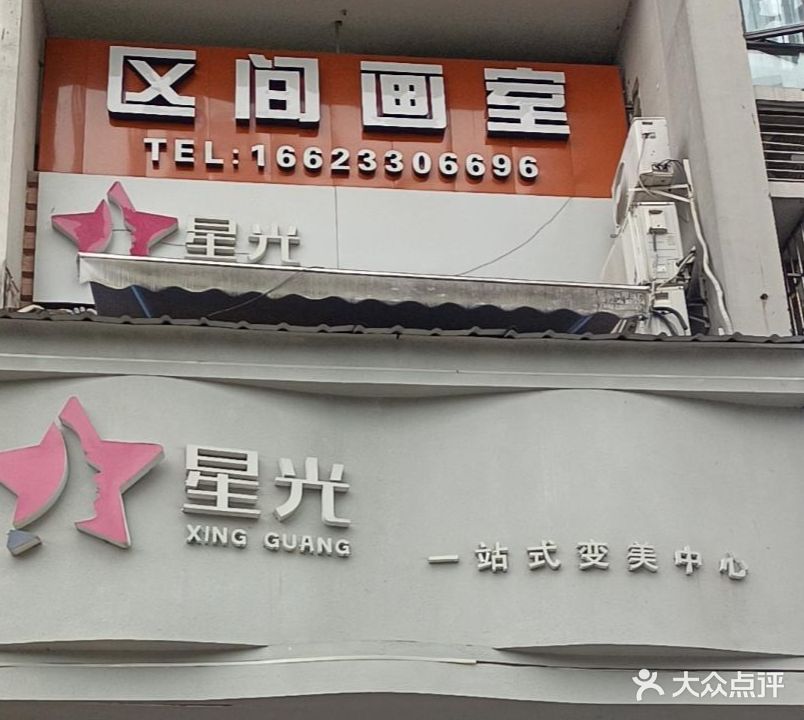 区间画室
TEL:16623306696
星光
星光
XING GUANG
一站式变美中心
大众点评